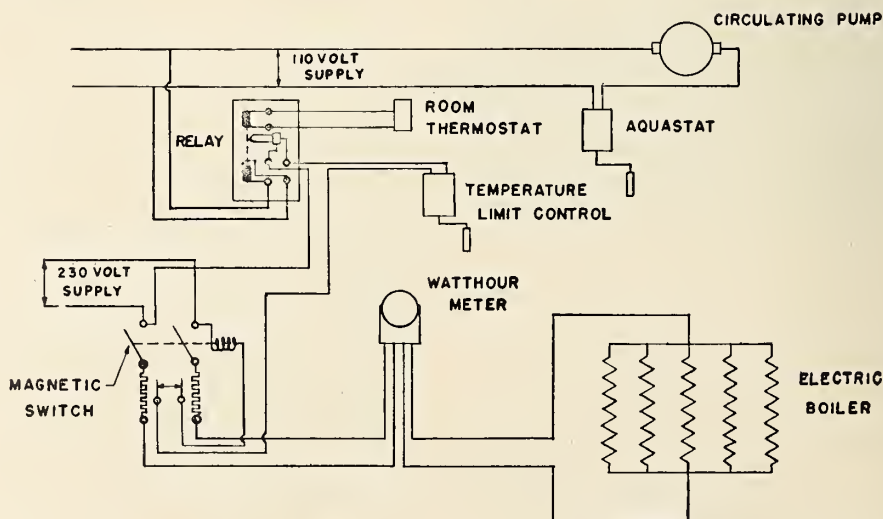 CIRCULATING PUMP
110 VOLT
SUPPLY
ROOM
THERMOSTAT
RELAY
AQUASTAT
TEMPERATURE
LIMIT CONTROL
230 VOLT
SUPPLY
WATTHOUR
METER
MAGNETIC
SWITCH
ELECTRIC
BOILER